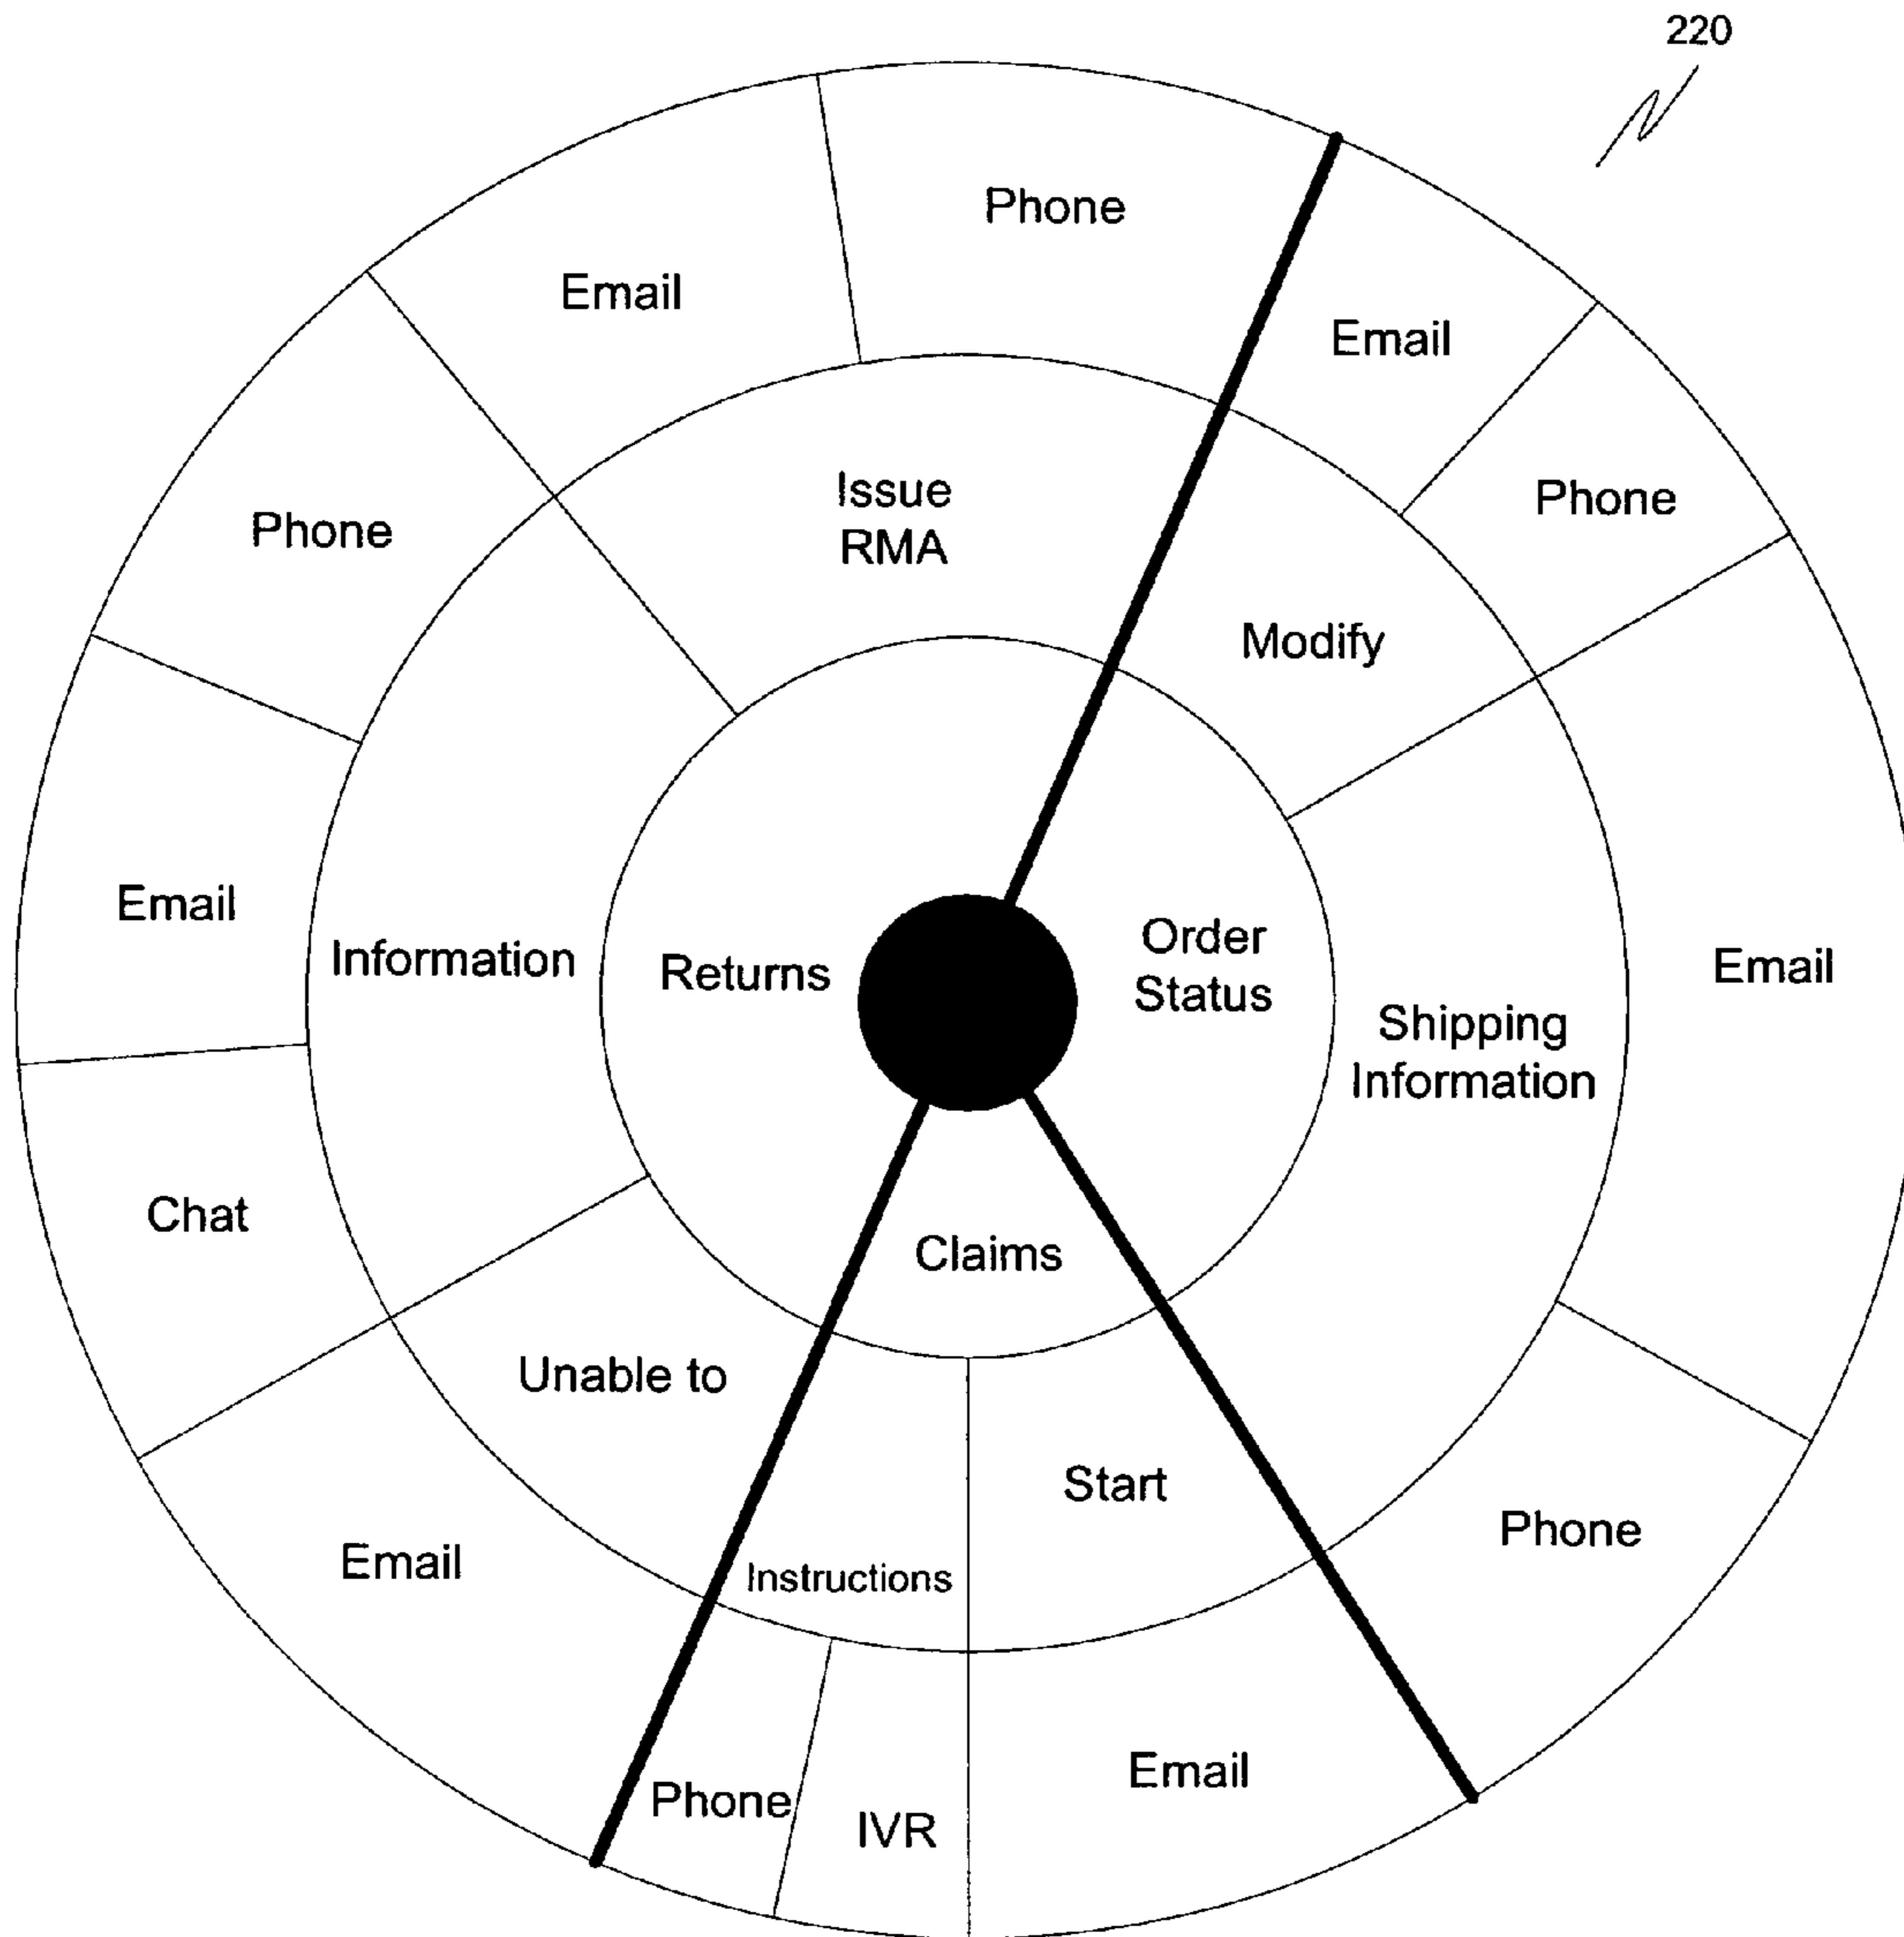 220
Phone
Email
Email
Phone
Phone
Issue
RMA
Modify
Email
Information
Returns
Order
Status
Email
Shipping
Information
Chat
Claims
Unable to
Start
Email
Instructions
Phone
Phone
IVR
Email